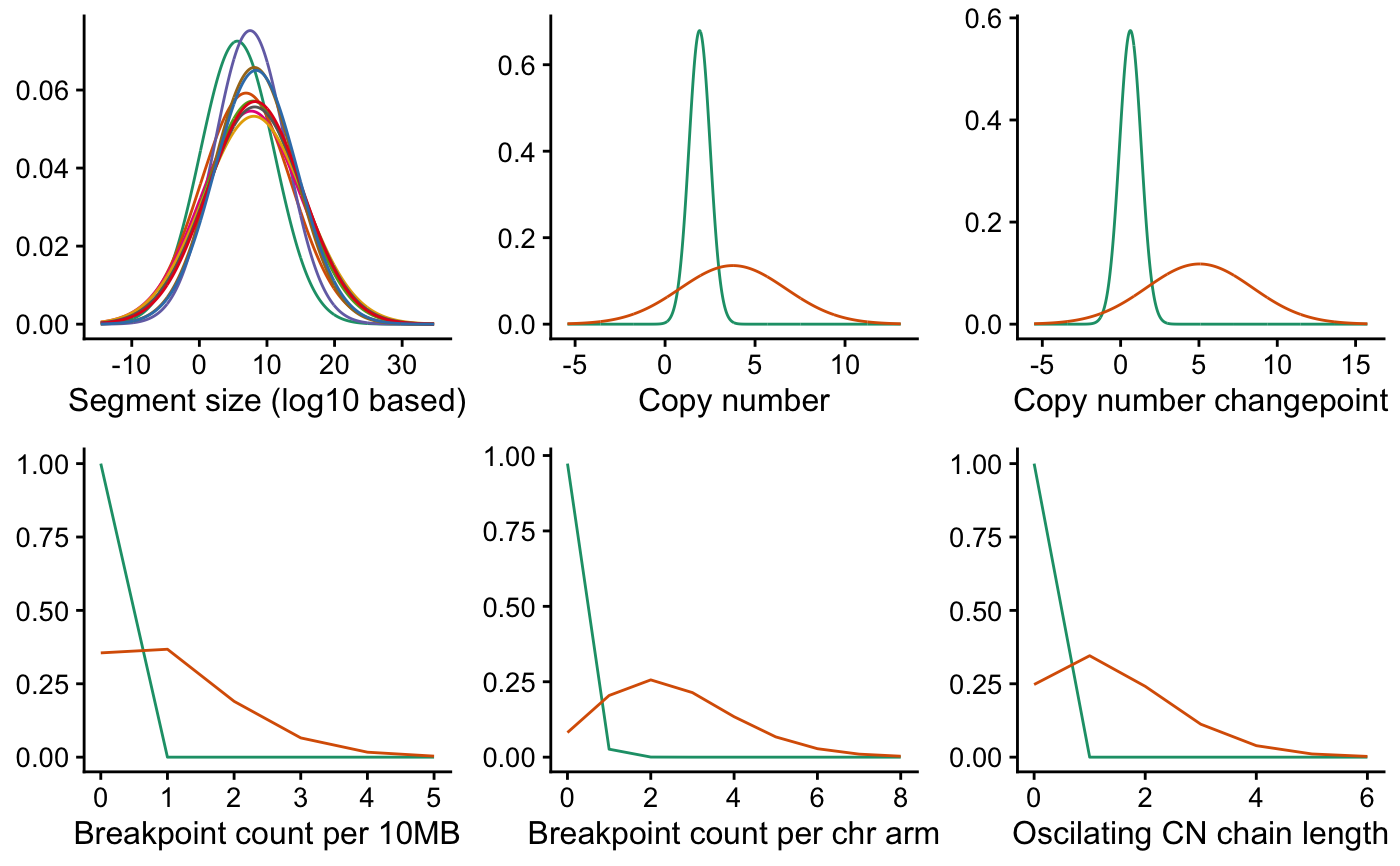 0.06
0.04
0.02
0.00
-10 0 10 20 30
Segment size (log10 based)
0.6
0.4
0.2
0.0
-5 0 5 10
Copy number
0.6
0.4
0.2
0.0
-5 0 5 10 15
Copy number changepoint
1.00
0.75
0.50
0.25
0.00
0 1 2 3 4 5
Breakpoint count per 10MB
1.00
0.75
0.50
0.25
0.00
0 2 4 6 8
Breakpoint count per chr arm
1.00
0.75
0.50
0.25
0.00
0 2 4 6
Oscilating CN chain length